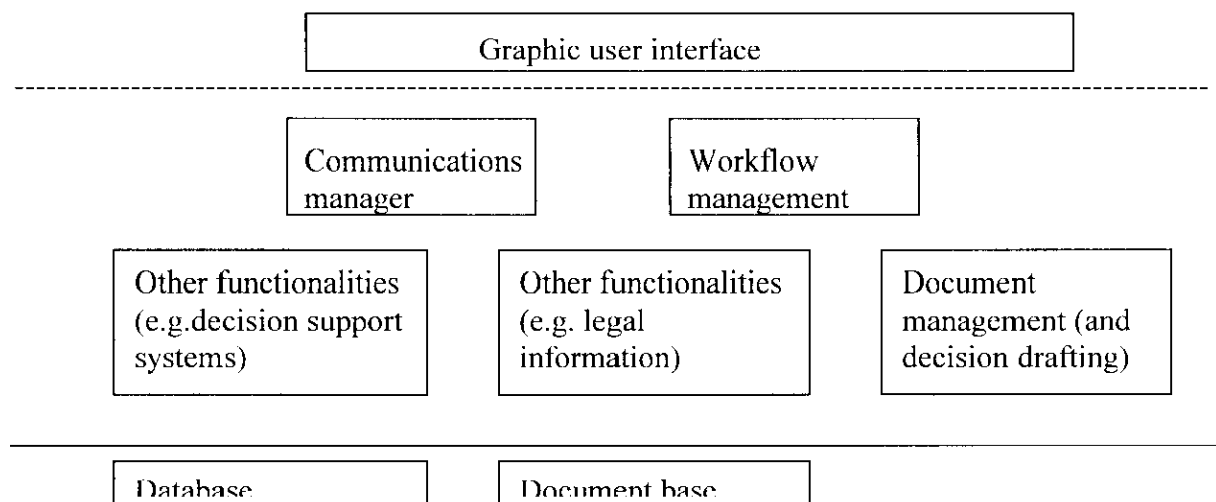 Graphic user interface
Communications
manager
Workflow
management
Other functionalities
(e.g.decision support
systems)
Other functionalities
(e.g. legal
information)
Document
management (and
decision drafting)
Database
Document base